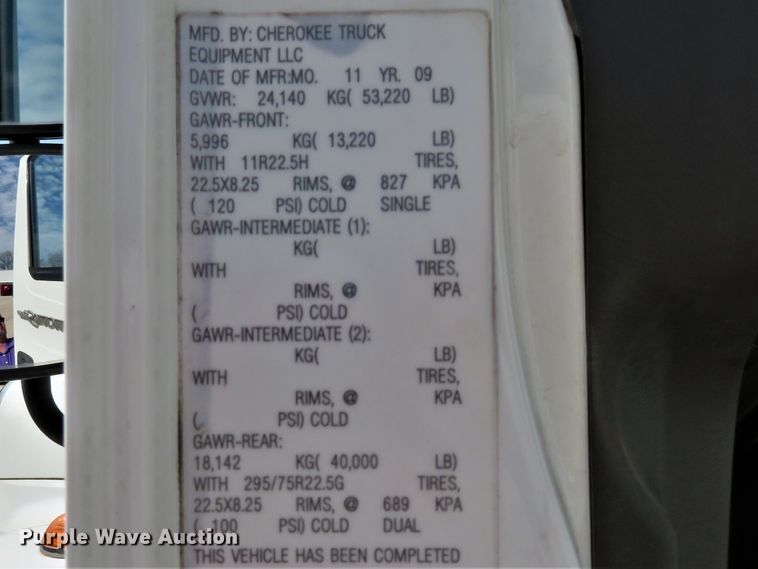 MFD. BY: CHEROKEE TRUCK
EQUIPMENT LLC
DATE OF MFR:MO. 11 YR. 09
GVWR: 24,140 KG( 53,220 LB)
GAWR-FRONT:
5,996 KG( 13,220 LB)
WITH 11R22.5H TIRES,
22.5X8.25 RIMS, @ 827 KPA
( 120 PSI) COLD SINGLE
GAWR-INTERMEDIATE (1):
KG( LB)
WITH TIRES,
RIMS, @ KPA
( PSI) COLD
GAWR-INTERMEDIATE (2):
KG( LB)
WITH TIRES,
RIMS, @ KPA
( PSI) COLD
GAWR-REAR:
18,142 KG( 40,000 LB)
WITH 295/75R22.5G TIRES,
22.5X8.25 RIMS, @ 689 KPA
( 100 PSI) COLD DUAL
THIS VEHICLE HAS BEEN COMPLETED
Purple Wave Auction